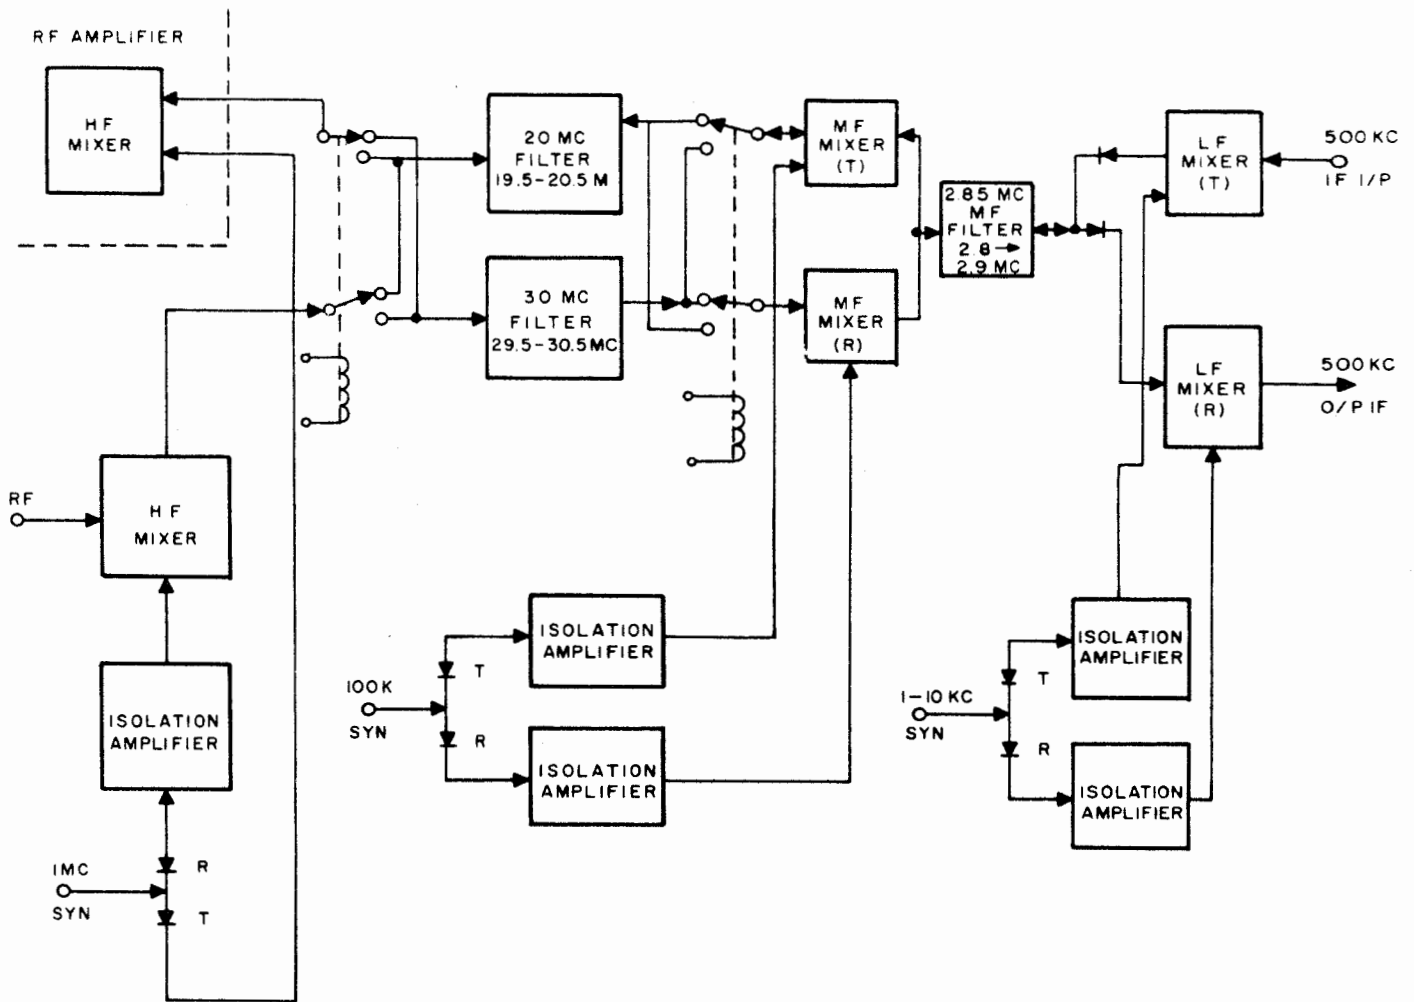 RF AMPLIFIER
HF
MIXER
20 MC
FILTER
19.5-20.5 M
MF
MIXER
(T)
LF
MIXER
(T)
500 KC
IF I/P
2.85 MC
MF
FILTER
2.8→
2.9 MC
30 MC
FILTER
29.5-30.5MC
MF
MIXER
(R)
LF
MIXER
(R)
500 KC
O/P IF
RF
HF
MIXER
ISOLATION
AMPLIFIER
T
100K
SYN
R
ISOLATION
AMPLIFIER
ISOLATION
AMPLIFIER
T
1-10 KC
SYN
R
ISOLATION
AMPLIFIER
ISOLATION
AMPLIFIER
R
1MC
SYN
T